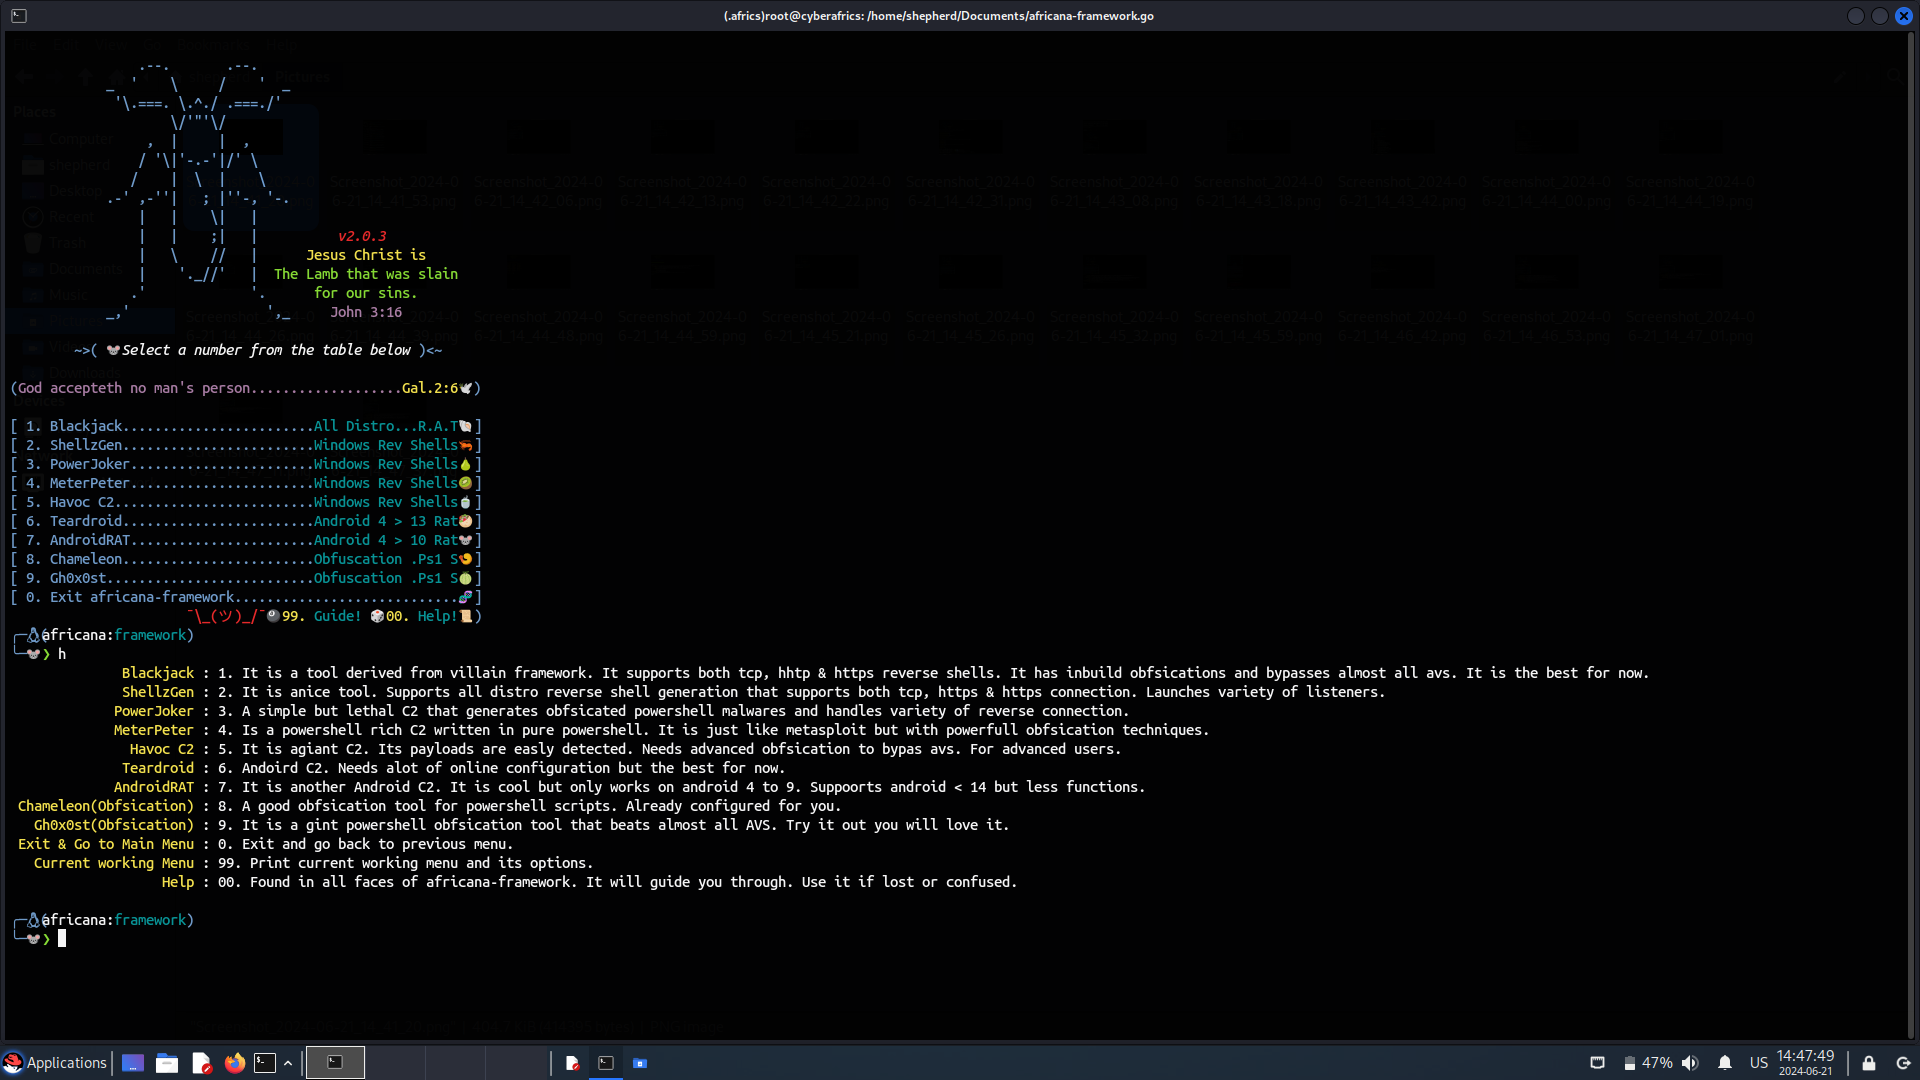 (.africs)root@cyberafrics: /home/shepherd/Documents/africana-framework.go
v2.0.3
Jesus Christ is
The Lamb that was slain
for our sins.
John 3:16
~>( Select a number from the table below )<~
(God accepteth no man's person...................Gal.2:6)
[ 1. Blackjack........................All Distro...R.A.T]
[ 2. ShellzGen........................Windows Rev Shells]
[ 3. PowerJoker.......................Windows Rev Shells]
[ 4. MeterPeter.......................Windows Rev Shells]
[ 5. Havoc C2.........................Windows Rev Shells]
[ 6. Teardroid........................Android 4 > 13 Rat]
[ 7. AndroidRAT.......................Android 4 > 10 Rat]
[ 8. Chameleon........................Obfuscation .Ps1 S]
[ 9. Gh0x0st..........................Obfuscation .Ps1 S]
[ 0. Exit africana-framework............................]
¯\_(ツ)_/¯99. Guide! 00. Help!)
(africana:framework)
❯ h
Blackjack : 1. It is a tool derived from villain framework. It supports both tcp, hhtp & https reverse shells. It has inbuild obfsications and bypasses almost all avs. It is the best for now.
ShellzGen : 2. It is anice tool. Supports all distro reverse shell generation that supports both tcp, https & https connection. Launches variety of listeners.
PowerJoker : 3. A simple but lethal C2 that generates obfsicated powershell malwares and handles variety of reverse connection.
MeterPeter : 4. Is a powershell rich C2 written in pure powershell. It is just like metasploit but with powerfull obfsication techniques.
Havoc C2 : 5. It is agiant C2. Its payloads are easly detected. Needs advanced obfsication to bypas avs. For advanced users.
Teardroid : 6. Andoird C2. Needs alot of online configuration but the best for now.
AndroidRAT : 7. It is another Android C2. It is cool but only works on android 4 to 9. Suppoorts android < 14 but less functions.
Chameleon(Obfsication) : 8. A good obfsication tool for powershell scripts. Already configured for you.
Gh0x0st(Obfsication) : 9. It is a gint powershell obfsication tool that beats almost all AVS. Try it out you will love it.
Exit & Go to Main Menu : 0. Exit and go back to previous menu.
Current working Menu : 99. Print current working menu and its options.
Help : 00. Found in all faces of africana-framework. It will guide you through. Use it if lost or confused.
(africana:framework)
❯
Applications
47%
US
14:47:49
2024-06-21